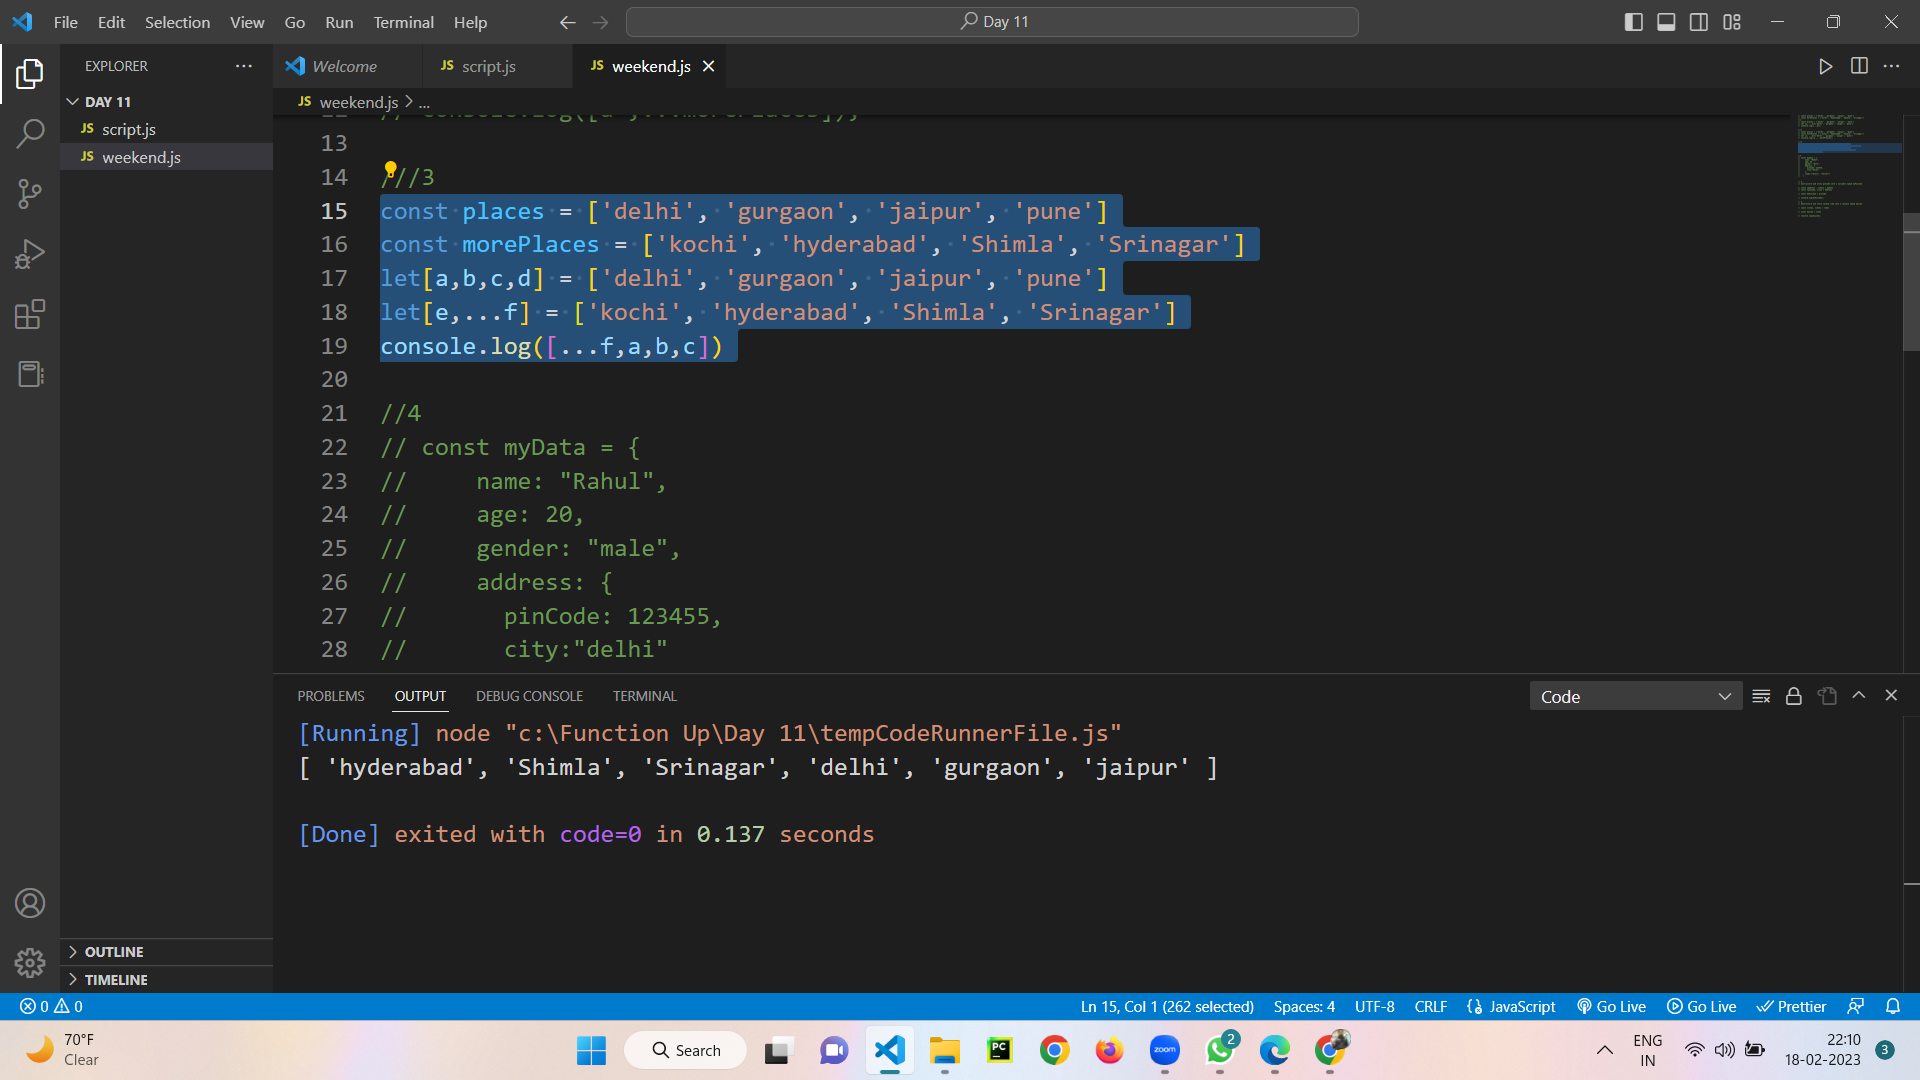 File Edit Selection View Go Run Terminal Help
Day 11
EXPLORER
DAY 11
JS script.js
JS weekend.js
OUTLINE
TIMELINE
Welcome
JS script.js
JS weekend.js
JS weekend.js > ...
13
14 ///3
15 const places = ['delhi', 'gurgaon', 'jaipur', 'pune']
16 const morePlaces = ['kochi', 'hyderabad', 'Shimla', 'Srinagar']
17 let[a,b,c,d] = ['delhi', 'gurgaon', 'jaipur', 'pune']
18 let[e,...f] = ['kochi', 'hyderabad', 'Shimla', 'Srinagar']
19 console.log([...f,a,b,c])
20
21 //4
22 // const myData = {
23 // name: "Rahul",
24 // age: 20,
25 // gender: "male",
26 // address: {
27 // pinCode: 123455,
28 // city:"delhi"
PROBLEMS OUTPUT DEBUG CONSOLE TERMINAL
Code
[Running] node "c:\Function Up\Day 11\tempCodeRunnerFile.js"
[ 'hyderabad', 'Shimla', 'Srinagar', 'delhi', 'gurgaon', 'jaipur' ]
[Done] exited with code=0 in 0.137 seconds
0 0
Ln 15, Col 1 (262 selected) Spaces: 4 UTF-8 CRLF {} JavaScript Go Live Go Live Prettier
70°F
Clear
Search
PC
zoom
2
ENG
IN
22:10
18-02-2023
3